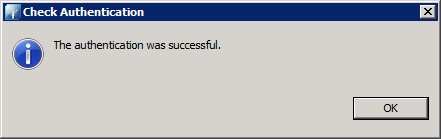 Check Authentication
The authentication was successful.
OK